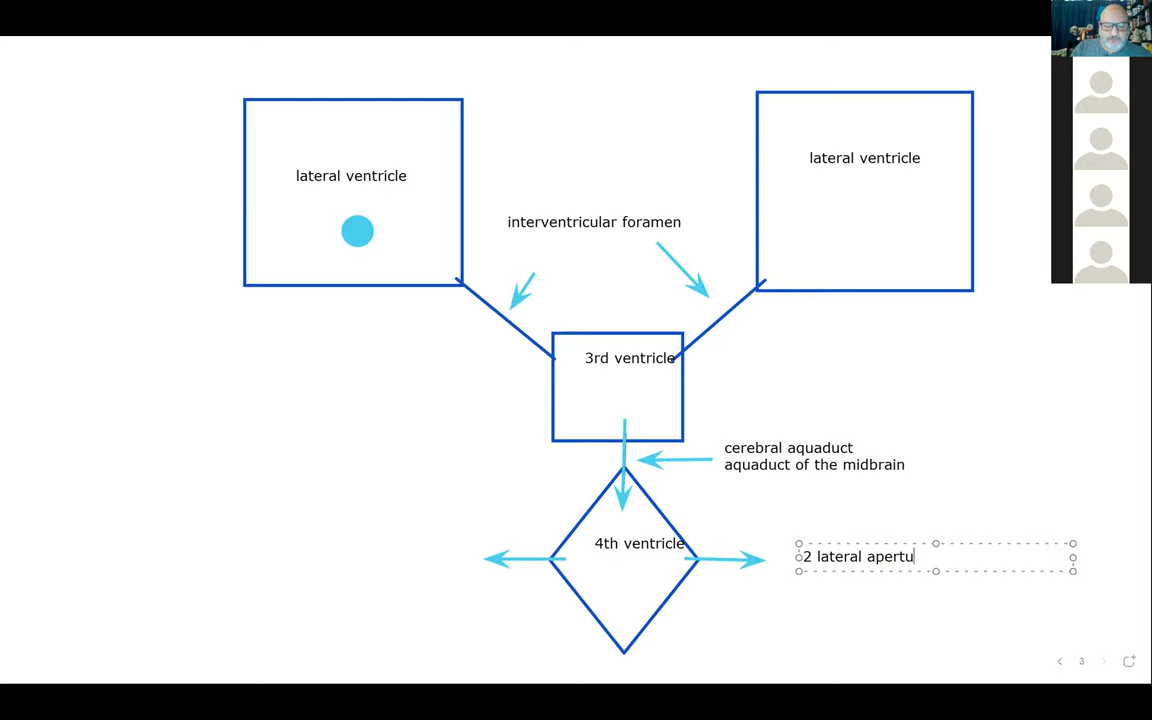 lateral ventricle
lateral ventricle
interventricular foramen
3rd ventricle
cerebral aquaduct
aquaduct of the midbrain
4th ventricle
2 lateral apertu
3